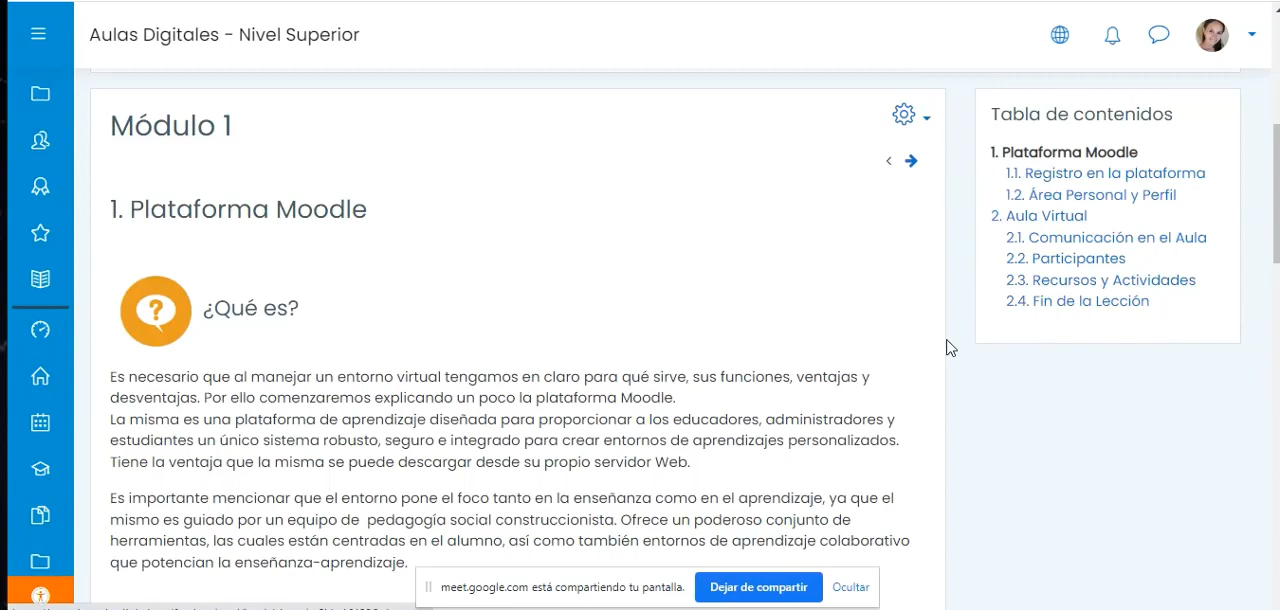 Aulas Digitales - Nivel Superior
Módulo 1
1. Plataforma Moodle
¿Qué es?
Es necesario que al manejar un entorno virtual tengamos en claro para qué sirve, sus funciones, ventajas y
desventajas. Por ello comenzaremos explicando un poco la plataforma Moodle.
La misma es una plataforma de aprendizaje diseñada para proporcionar a los educadores, administradores y
estudiantes un único sistema robusto, seguro e integrado para crear entornos de aprendizajes personalizados.
Tiene la ventaja que la misma se puede descargar desde su propio servidor Web.
Es importante mencionar que el entorno pone el foco tanto en la enseñanza como en el aprendizaje, ya que el
mismo es guiado por un equipo de pedagogía social construccionista. Ofrece un poderoso conjunto de
herramientas, las cuales están centradas en el alumno, así como también entornos de aprendizaje colaborativo
que potencian la enseñanza-aprendizaje.
Tabla de contenidos
1. Plataforma Moodle
1.1. Registro en la plataforma
1.2. Área Personal y Perfil
2. Aula Virtual
2.1. Comunicación en el Aula
2.2. Participantes
2.3. Recursos y Actividades
2.4. Fin de la Lección
meet.google.com está compartiendo tu pantalla. Dejar de compartir Ocultar